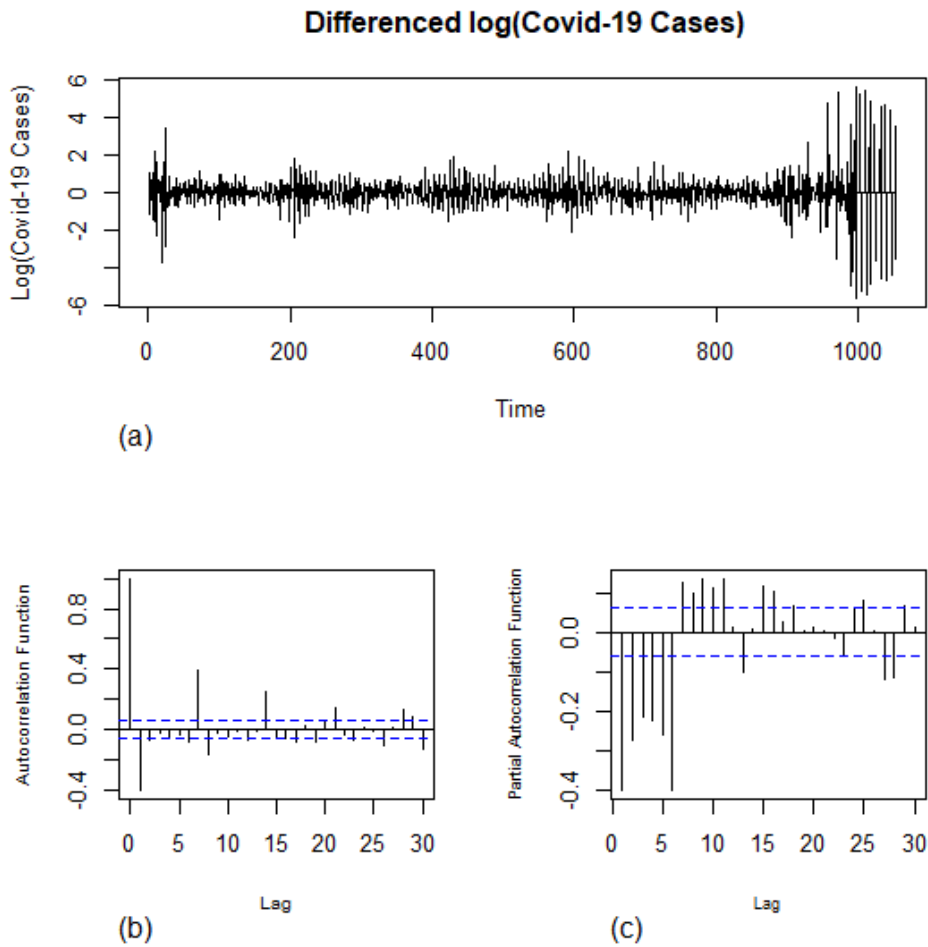 Differenced log(Covid-19 Cases)
Log(Covid-19 Cases)
6
4
2
0
-2
-6
0 200 400 600 800 1000
Time
(a)
Autocorrelation Function
0.8
0.4
0.0
-0.4
0 5 10 15 20 25 30
Lag
(b)
Partial Autocorrelation Function
0.0
-0.2
-0.4
0 5 10 15 20 25 30
Lag
(c)